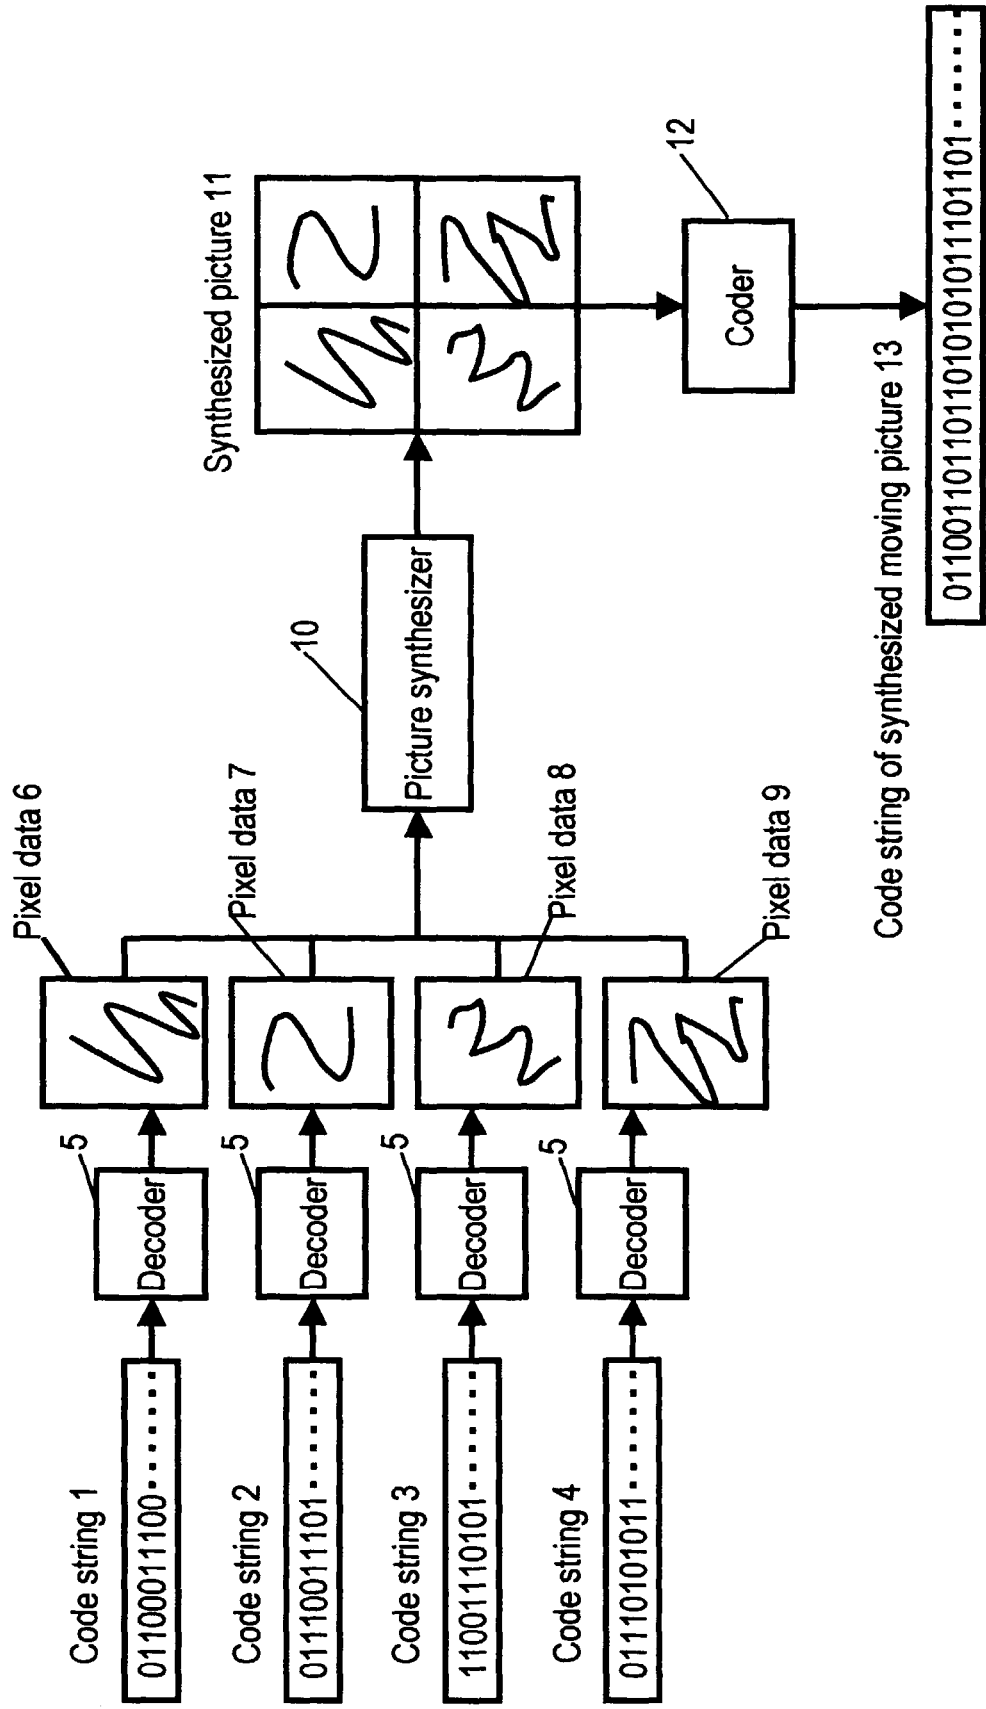 Code string 1
01100011100.......
5
Decoder
Pixel data 6
Code string 2
01110011101.......
5
Decoder
Pixel data 7
Code string 3
11001110101.......
5
Decoder
Pixel data 8
Code string 4
01110101011.......
5
Decoder
Pixel data 9
10
Picture synthesizer
Synthesized picture 11
12
Coder
Code string of synthesized moving picture 13
01100110110110101010101110 1101......